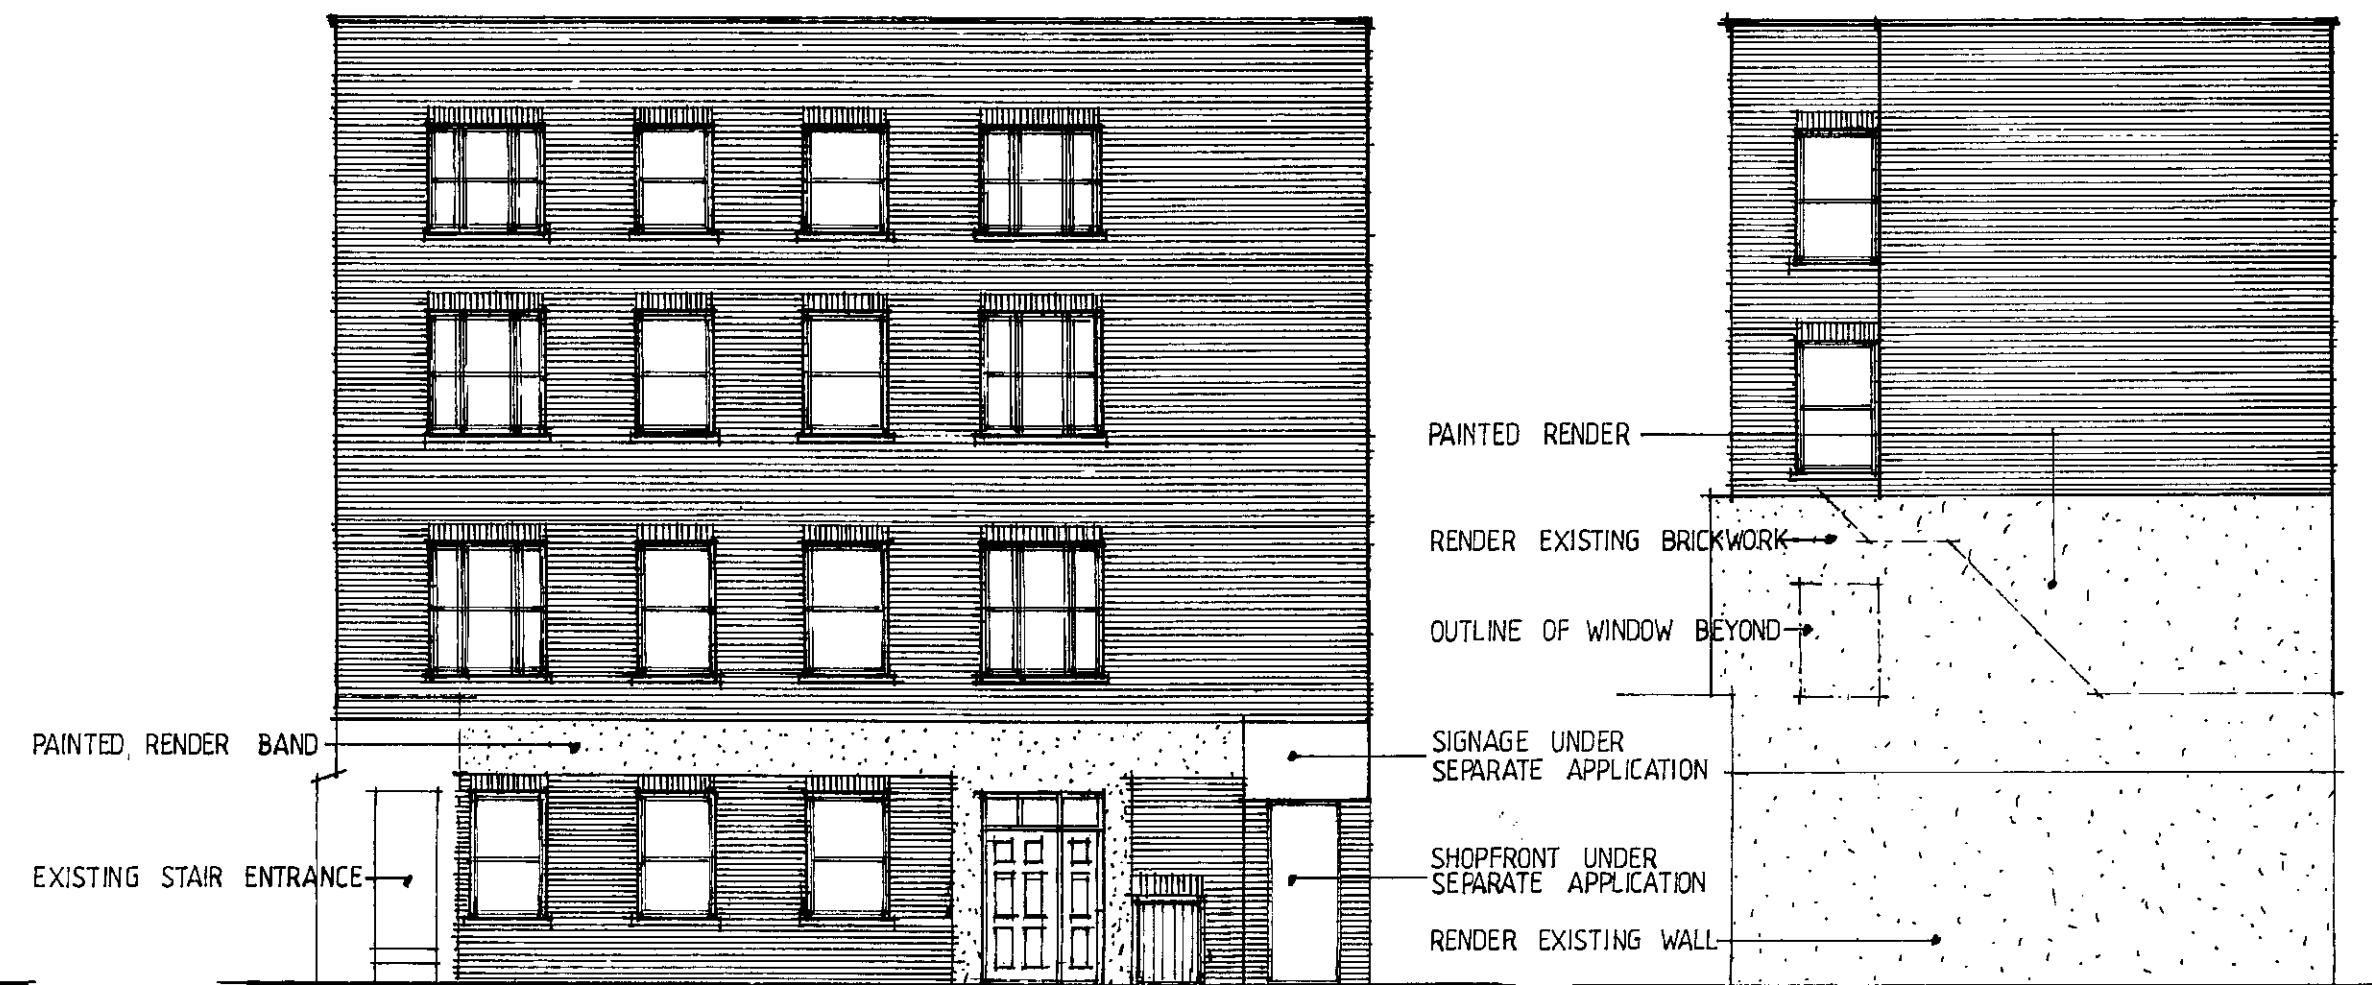 PAINTED RENDER
RENDER EXISTING BRICKWORK
OUTLINE OF WINDOW BEYOND
PAINTED, RENDER BAND
SIGNAGE UNDER
SEPARATE APPLICATION
EXISTING STAIR ENTRANCE
SHOPFRONT UNDER
SEPARATE APPLICATION
RENDER EXISTING WALL